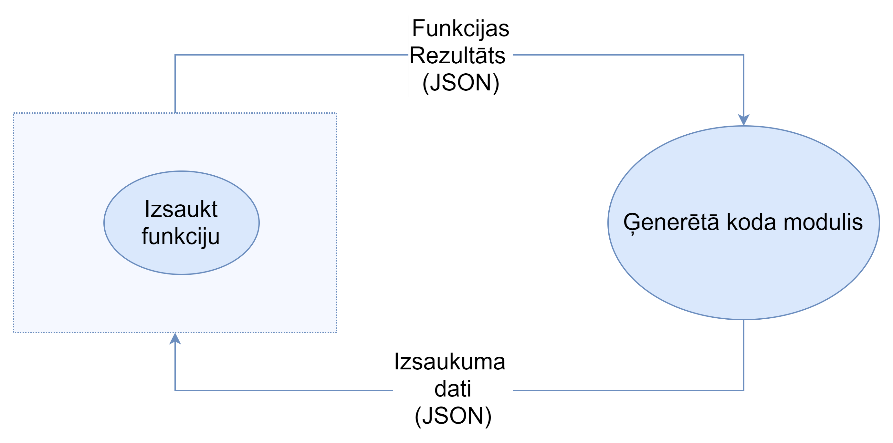 Funkcijas
Rezultāts
(JSON)
Izsaukt
funkciju
Ģenerētā koda modulis
Izsaukuma
dati
(JSON)